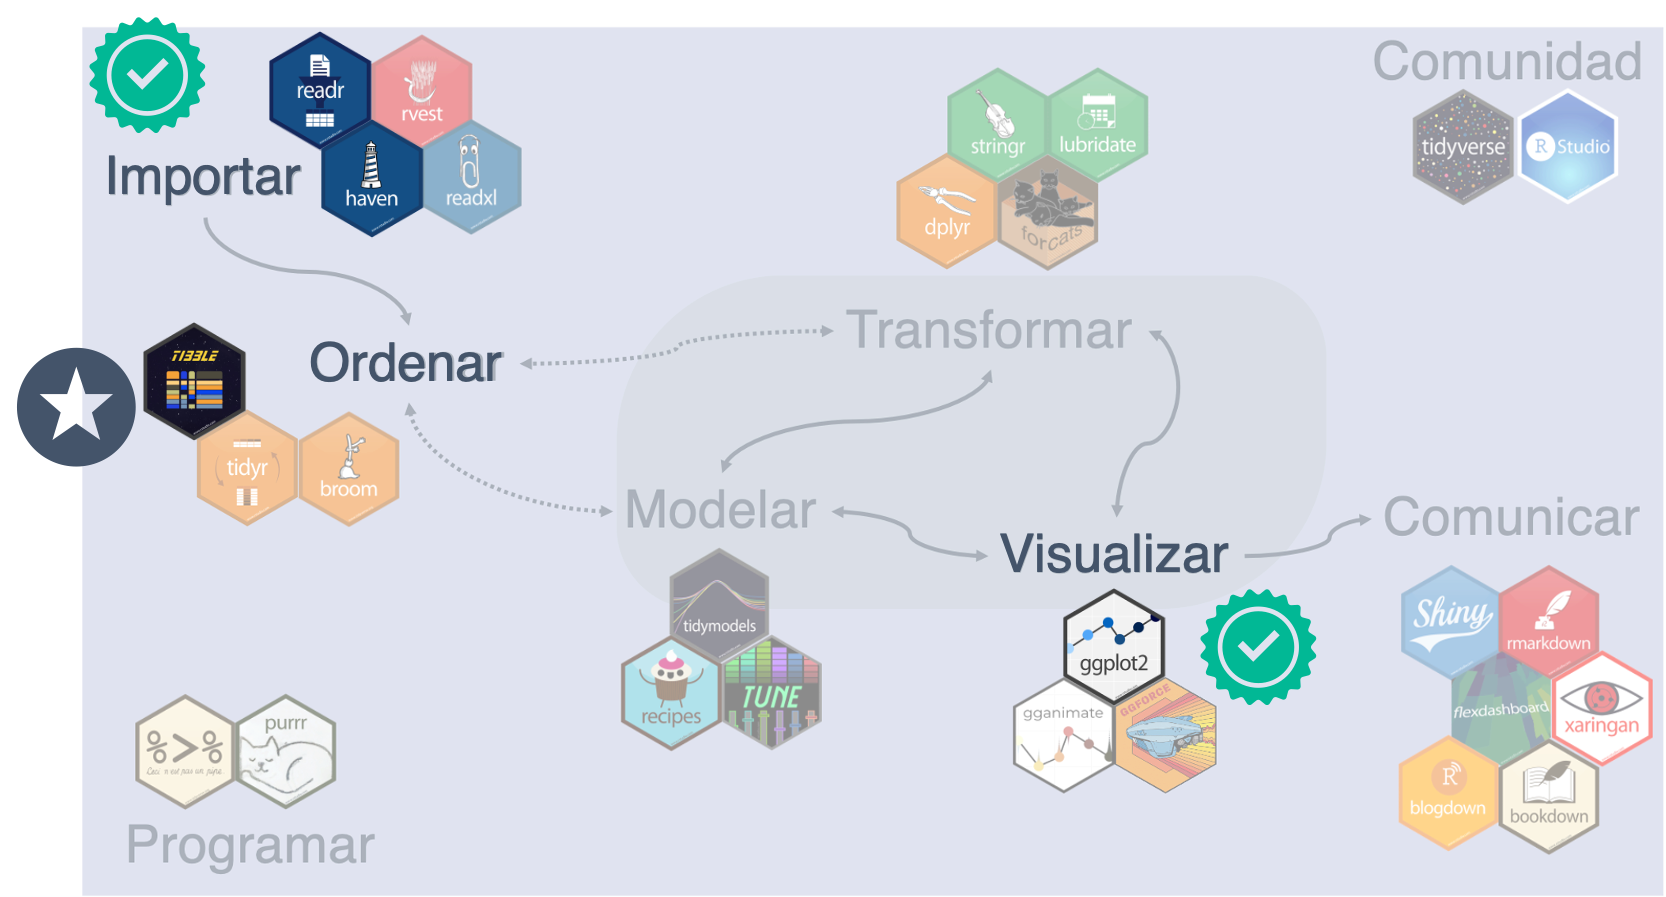 Importar
readr
rvest
haven
readxl
stringr
lubridate
dplyr
forcats
Comunidad
tidyverse
R Studio
Ordenar
TIBBLE
tidyr
broom
Transformar
Modelar
tidymodels
recipes
TUNE
Visualizar
ggplot2
gganimate
GGFORCE
Comunicar
Shiny
rmarkdown
flexdashboard
xaringan
R
blogdown
bookdown
%>%
Ceci n'est pas un pipe
purrr
Programar